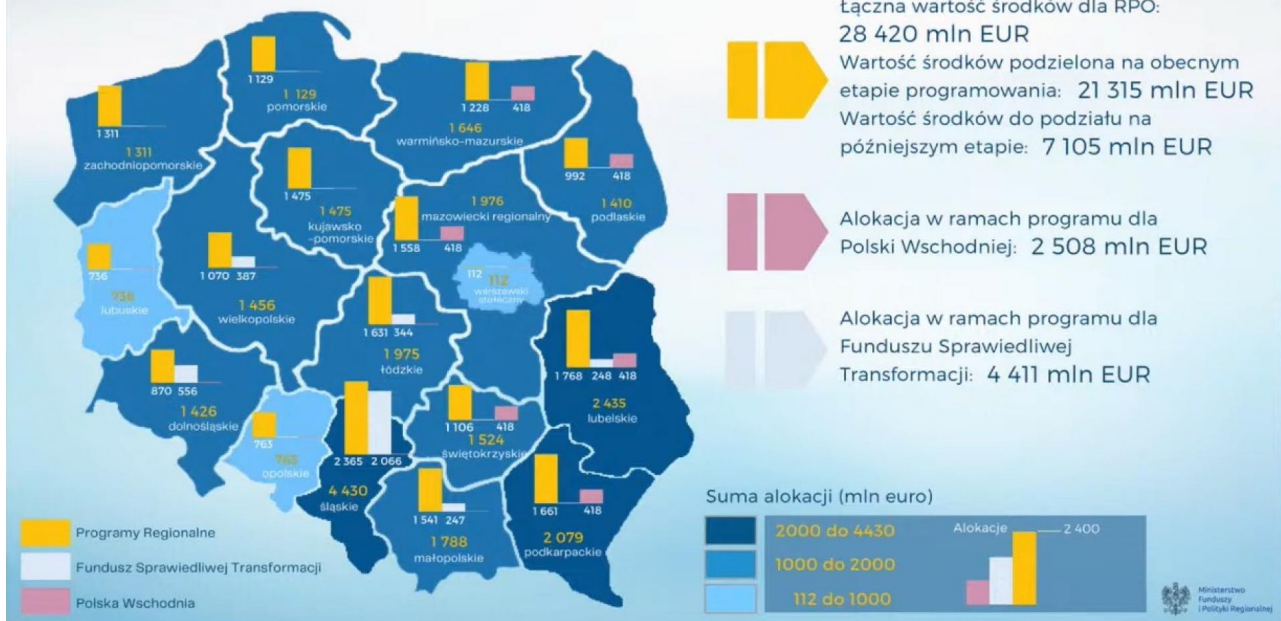 Łączna wartość środków dla RPO:
28 420 mln EUR
Wartość środków podzielona na obecnym
etapie programowania: 21 315 mln EUR
Wartość środków do podziału na
późniejszym etapie: 7 105 mln EUR
Alokacja w ramach programu dla
Polski Wschodniej: 2 508 mln EUR
Alokacja w ramach programu dla
Funduszu Sprawiedliwej
Transformacji: 4 411 mln EUR
1 129
1 129
pomorskie
1 311
1 311
zachodniopomorskie
1 228 418
1 646
warmińsko-mazurskie
992 418
1 410
podlaskie
1 475
1 475
kujawsko
-pomorskie
1 976
mazowiecki regionalny
1 558 418
112
112
warszawski
stołeczny
736
736
lubuskie
1 070 387
1 456
wielkopolskie
1 631 344
1 975
łódzkie
1 768 248 418
2 435
lubelskie
870 556
1 426
dolnośląskie
763
763
opolskie
2 365 2 066
4 430
śląskie
1 106 418
1 524
świętokrzyskie
1 541 247
1 788
małopolskie
1 661 418
2 079
podkarpackie
Programy Regionalne
Fundusz Sprawiedliwej Transformacji
Polska Wschodnia
Suma alokacji (mln euro)
2000 do 4430
1000 do 2000
112 do 1000
Alokacje 2 400
Ministerstwo
Funduszy
i Polityki Regionalnej